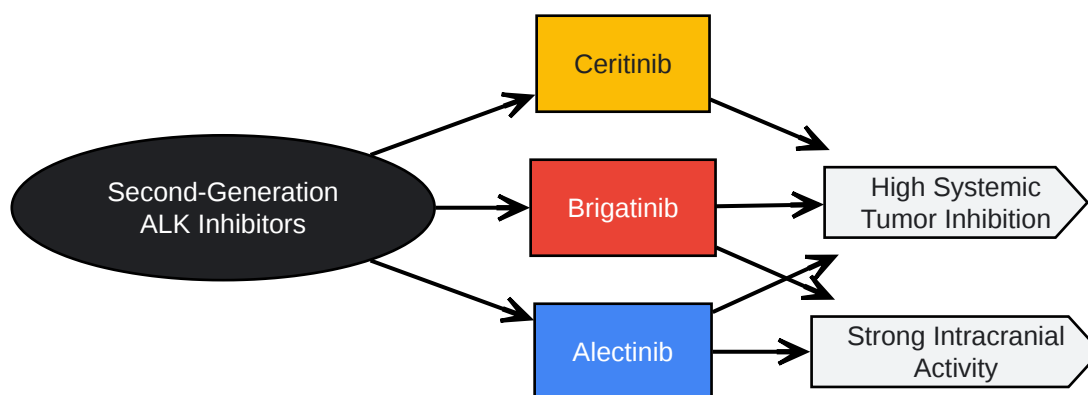 Ceritinib
Second-Generation
ALK Inhibitors
Brigatinib
High Systemic
Tumor Inhibition
Alectinib
Strong Intracranial
Activity